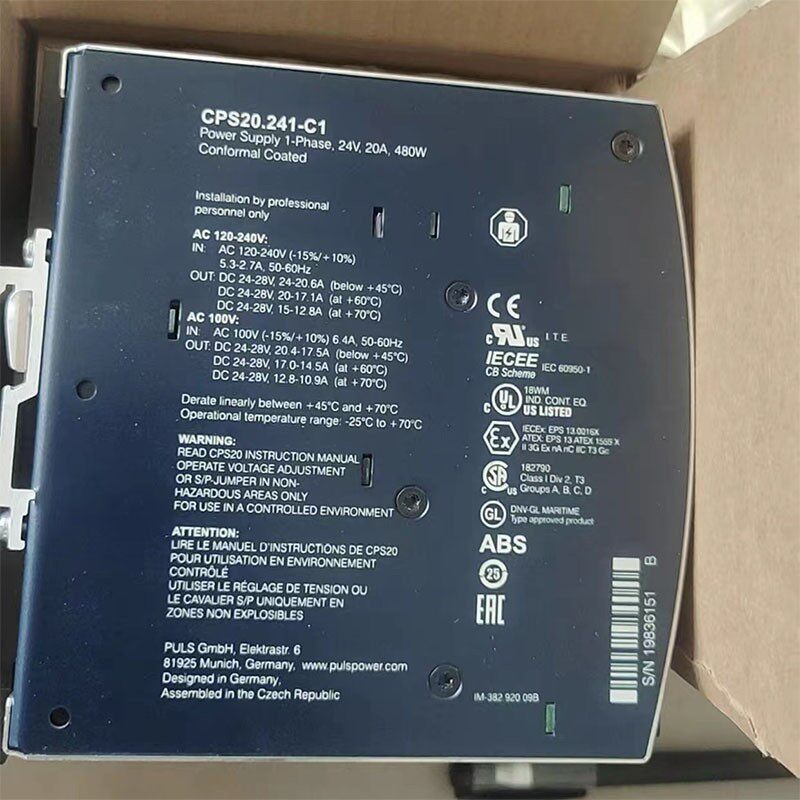 CPS20.241-C1
Power Supply 1-Phase, 24V, 20A, 480W
Conformal Coated
Installation by professional
personnel only
AC 120-240V:
IN: AC 120-240V (-15%/+10%)
5.3-2.7A, 50-60Hz
OUT: DC 24-28V, 24-20.6A (below +45°C)
DC 24-28V, 20-17.1A (at +60°C)
DC 24-28V, 15-12.8A (at +70°C)
AC 100V:
IN: AC 100V (-15%/+10%) 6.4A, 50-60Hz
OUT: DC 24-28V, 20.4-17.5A (below +45°C)
DC 24-28V, 17.0-14.5A (at +60°C)
DC 24-28V, 12.8-10.9A (at +70°C)
Derate linearly between +45°C and +70°C
Operational temperature range: -25°C to +70°C
WARNING:
READ CPS20 INSTRUCTION MANUAL
OPERATE VOLTAGE ADJUSTMENT
OR S/P-JUMPER IN NON-
HAZARDOUS AREAS ONLY
FOR USE IN A CONTROLLED ENVIRONMENT
ATTENTION:
LIRE LE MANUEL D'INSTRUCTIONS DE CPS20
POUR UTILISATION EN ENVIRONNEMENT
CONTRÔLÉ
UTILISER LE RÉGLAGE DE TENSION OU
LE CAVALIER S/P UNIQUEMENT EN
ZONES NON EXPLOSIBLES
PULS GmbH, Elektrastr. 6
81925 Munich, Germany, www.pulspower.com
Designed in Germany,
Assembled in the Czech Republic
CE
c RU US I.T.E.
IECEE
CB Scheme IEC 60950-1
18WM
IND. CONT. EQ.
c UL US LISTED
Ex
IECEx: EPS 13.0016X
ATEX: EPS 13 ATEX 1559 X
II 3G Ex nA nC IIC T3 Gc
c SA US
182790
Class I Div 2, T3
Groups A, B, C, D
GL
DNV-GL MARITIME
Type approved product
ABS
25
EAC
IM-382 920 09B
S/N 19836151 B